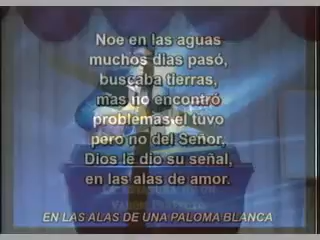 Noe en las aguas
muchos dias pasó,
buscaba tierras,
mas no encontró
problemas el tuvo
pero no del Señor,
Dios le dio su señal,
en las alas de amor.
EN LAS ALAS DE UNA PALOMA BLANCA